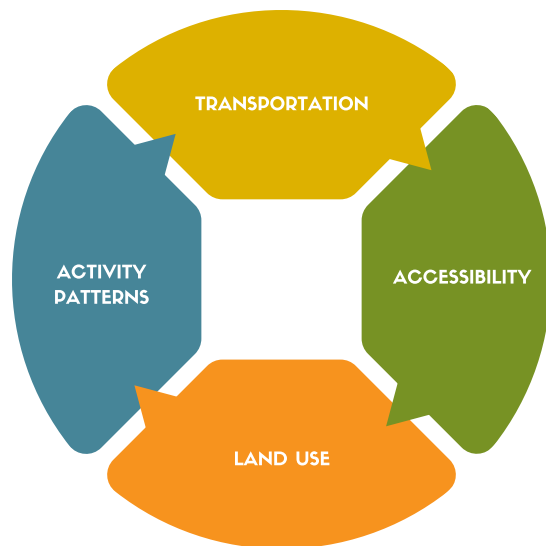 TRANSPORTATION
ACTIVITY
PATTERNS
ACCESSIBILITY
LAND USE